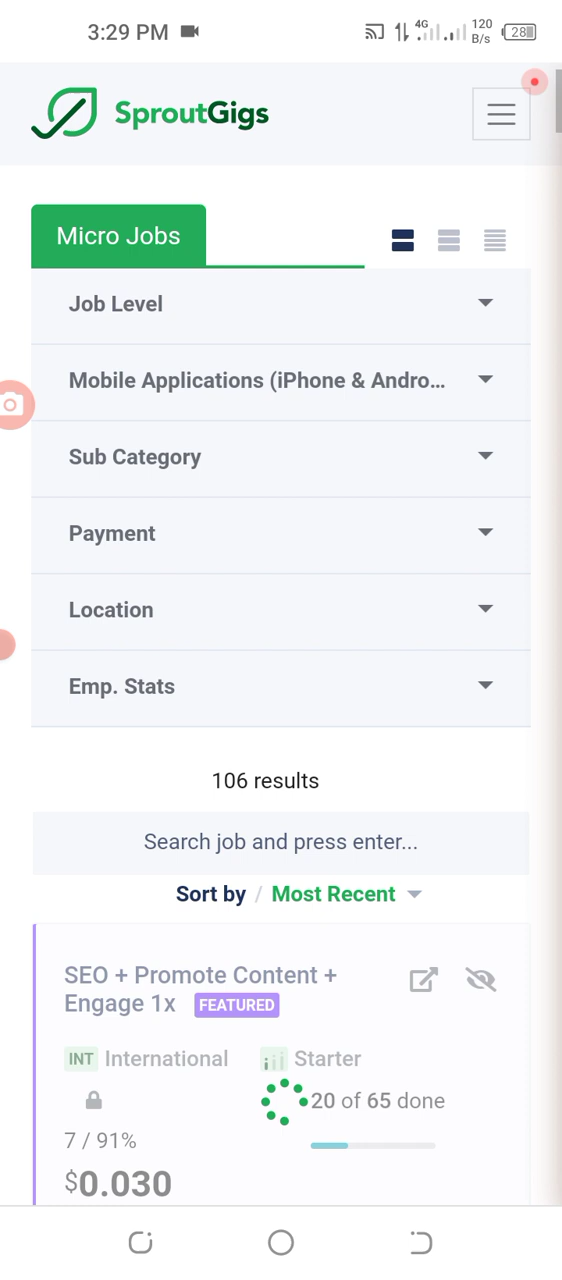 3:29 PM
4G
120
B/s
28
SproutGigs
Micro Jobs
Job Level
Mobile Applications (iPhone & Andro...
Sub Category
Payment
Location
Emp. Stats
106 results
Search job and press enter...
Sort by / Most Recent
SEO + Promote Content +
Engage 1x FEATURED
INT International Starter
20 of 65 done
7 / 91%
$0.030